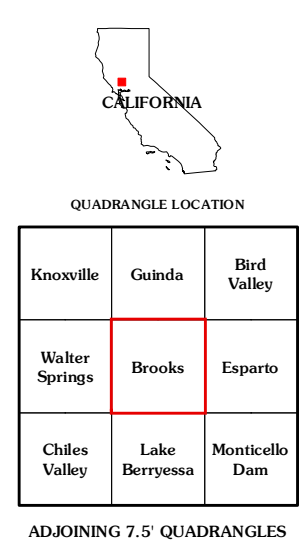 CALIFORNIA
QUADRANGLE LOCATION
Knoxville
Guinda
Bird
Valley
Walter
Springs
Brooks
Esparto
Chiles
Valley
Lake
Berryessa
Monticello
Dam
ADJOINING 7.5' QUADRANGLES